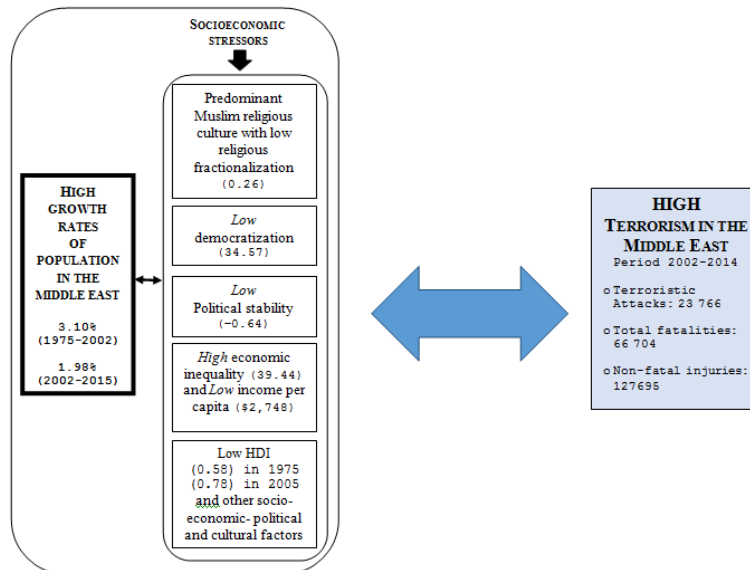 SOCIOECONOMIC
STRESSORS
Predominant
Muslim religious
culture with low
religious
fractionalization
(0.26)
Low
democratization
(34.57)
Low
Political stability
(−0.64)
High economic
inequality (39.44)
and Low income per
capita ($2,748)
Low HDI
(0.58) in 1975
(0.78) in 2005
and other socio-
economic- political
and cultural factors
HIGH
GROWTH
RATES
OF
POPULATION
IN THE
MIDDLE EAST
3.10%
(1975-2002)
1.98%
(2002-2015)
HIGH
TERRORISM IN THE
MIDDLE EAST
Period 2002-2014
o Terroristic
Attacks: 23 766
o Total fatalities:
66 704
o Non-fatal injuries:
127695